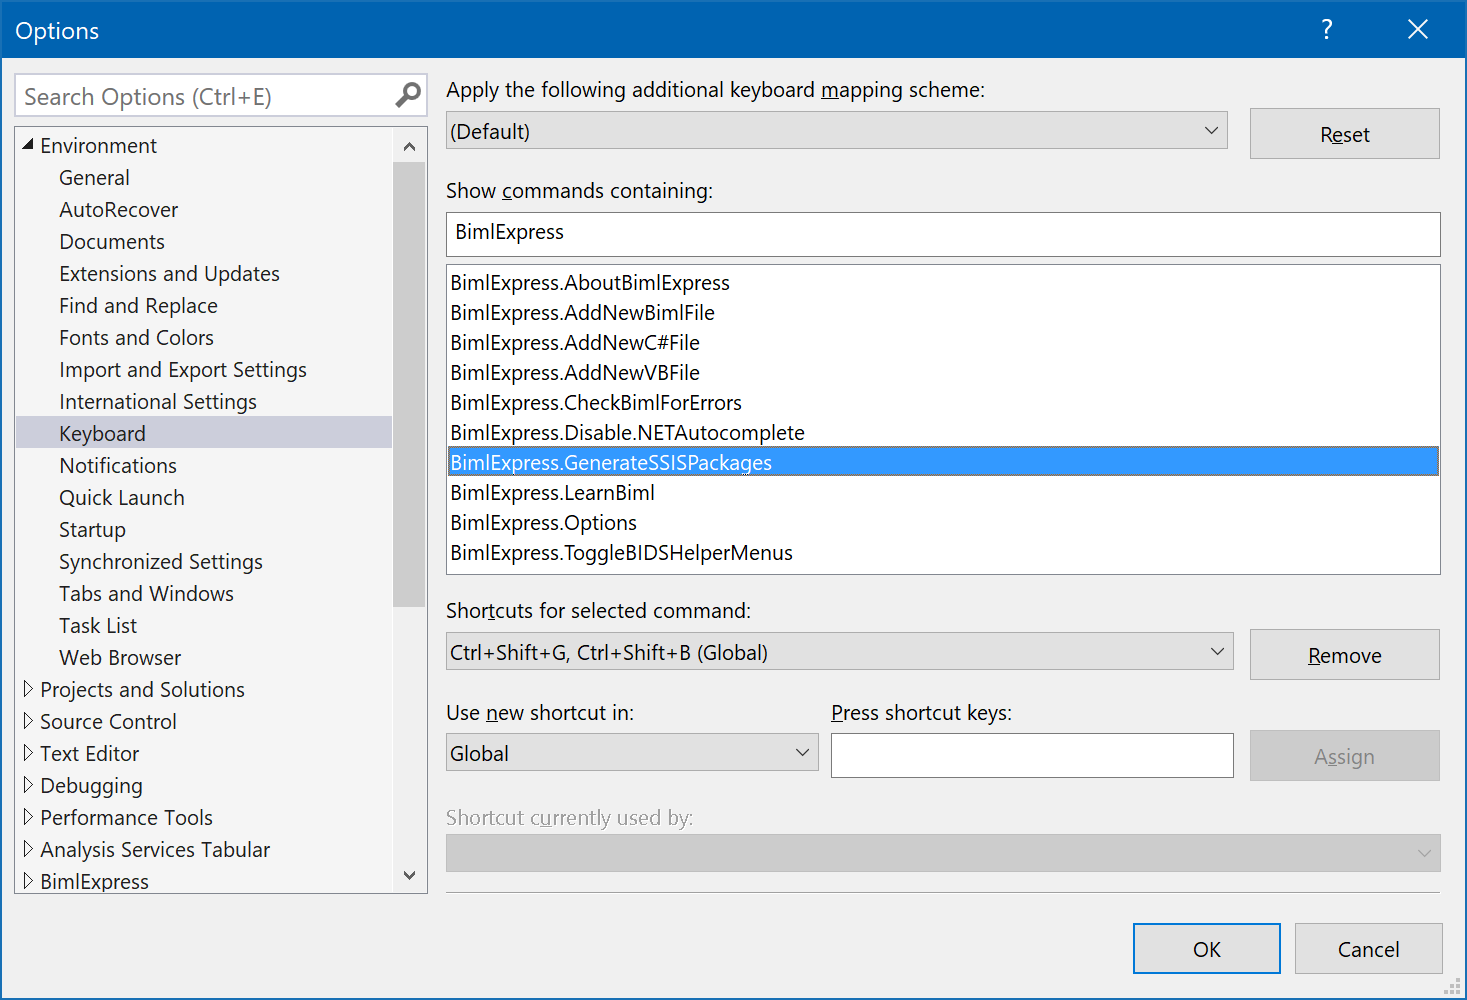 Options
?
Search Options (Ctrl+E)
Environment
General
AutoRecover
Documents
Extensions and Updates
Find and Replace
Fonts and Colors
Import and Export Settings
International Settings
Keyboard
Notifications
Quick Launch
Startup
Synchronized Settings
Tabs and Windows
Task List
Web Browser
Projects and Solutions
Source Control
Text Editor
Debugging
Performance Tools
Analysis Services Tabular
BimlExpress
Apply the following additional keyboard mapping scheme:
(Default)
Reset
Show commands containing:
BimlExpress
BimlExpress.AboutBimlExpress
BimlExpress.AddNewBimlFile
BimlExpress.AddNewC#File
BimlExpress.AddNewVBFile
BimlExpress.CheckBimlForErrors
BimlExpress.Disable.NETAutocomplete
BimlExpress.GenerateSSISPackages
BimlExpress.LearnBiml
BimlExpress.Options
BimlExpress.ToggleBIDSHelperMenus
Shortcuts for selected command:
Ctrl+Shift+G, Ctrl+Shift+B (Global)
Remove
Use new shortcut in:
Press shortcut keys:
Global
Assign
Shortcut currently used by:
OK
Cancel